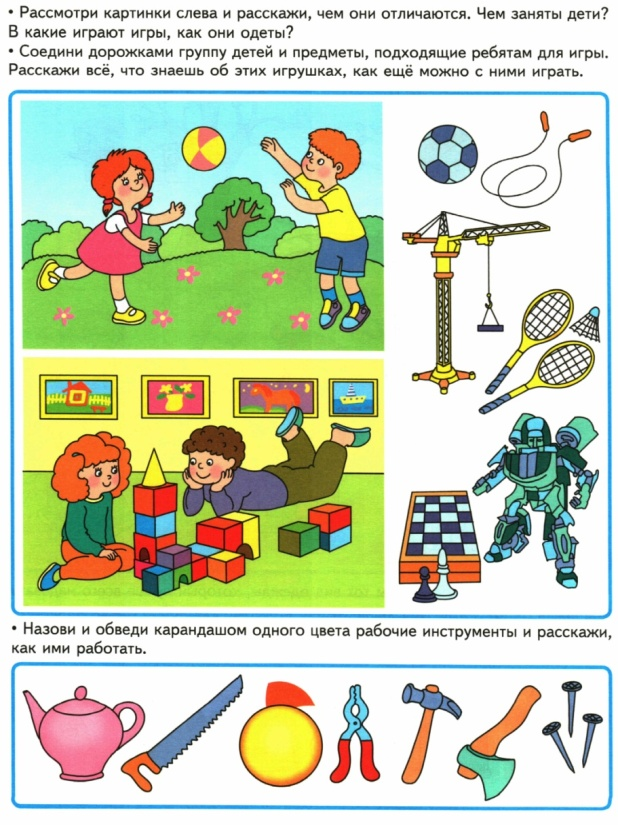 • Рассмотри картинки слева и расскажи, чем они отличаются. Чем заняты дети?
В какие играют игры, как они одеты?
• Соедини дорожками группу детей и предметы, подходящие ребятам для игры.
Расскажи всё, что знаешь об этих игрушках, как ещё можно с ними играть.
• Назови и обведи карандашом одного цвета рабочие инструменты и расскажи,
как ими работать.